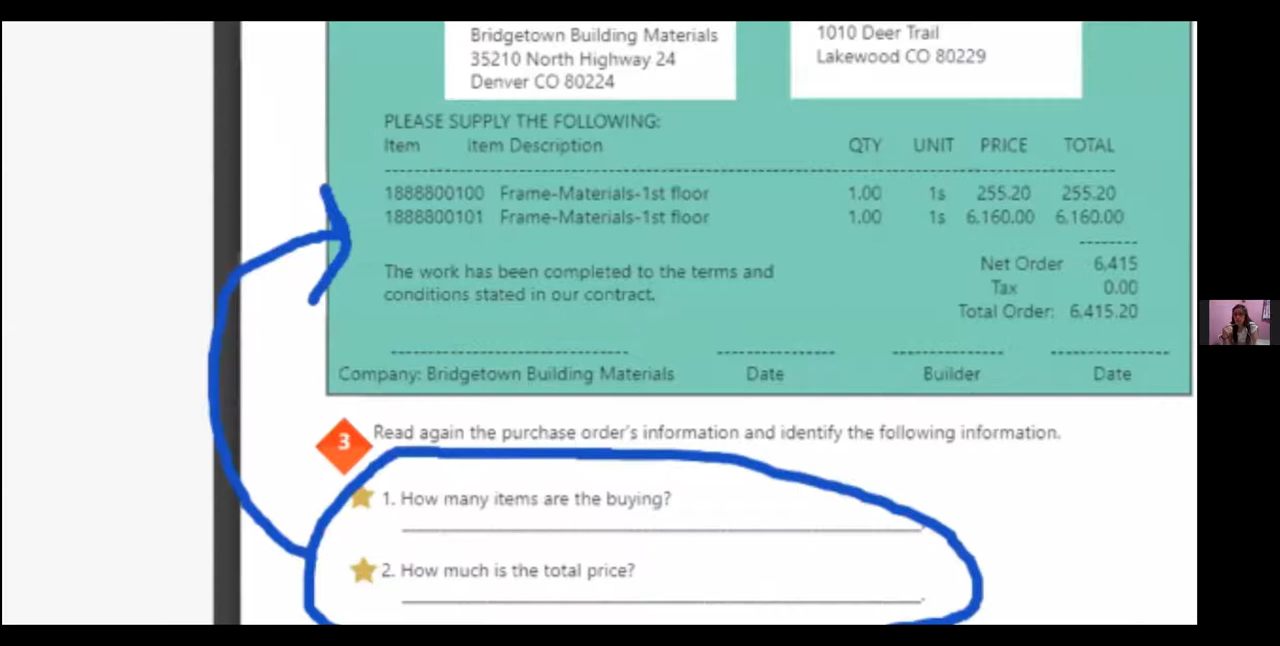 Bridgetown Building Materials
35210 North Highway 24
Denver CO 80224
1010 Deer Trail
Lakewood CO 80229
PLEASE SUPPLY THE FOLLOWING:
Item Item Description QTY UNIT PRICE TOTAL
1888800100 Frame-Materials-1st floor 1.00 1s 255.20 255.20
1888800101 Frame-Materials-1st floor 1.00 1s 6,160.00 6,160.00
The work has been completed to the terms and
conditions stated in our contract.
Net Order 6,415
Tax 0.00
Total Order: 6,415.20
Company: Bridgetown Building Materials Date Builder Date
3 Read again the purchase order's information and identify the following information.
1. How many items are the buying?
2. How much is the total price?